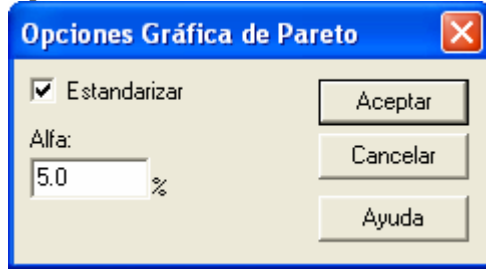 Opciones Gráfica de Pareto
Estandarizar
Aceptar
Alfa:
5.0 %
Cancelar
Ayuda